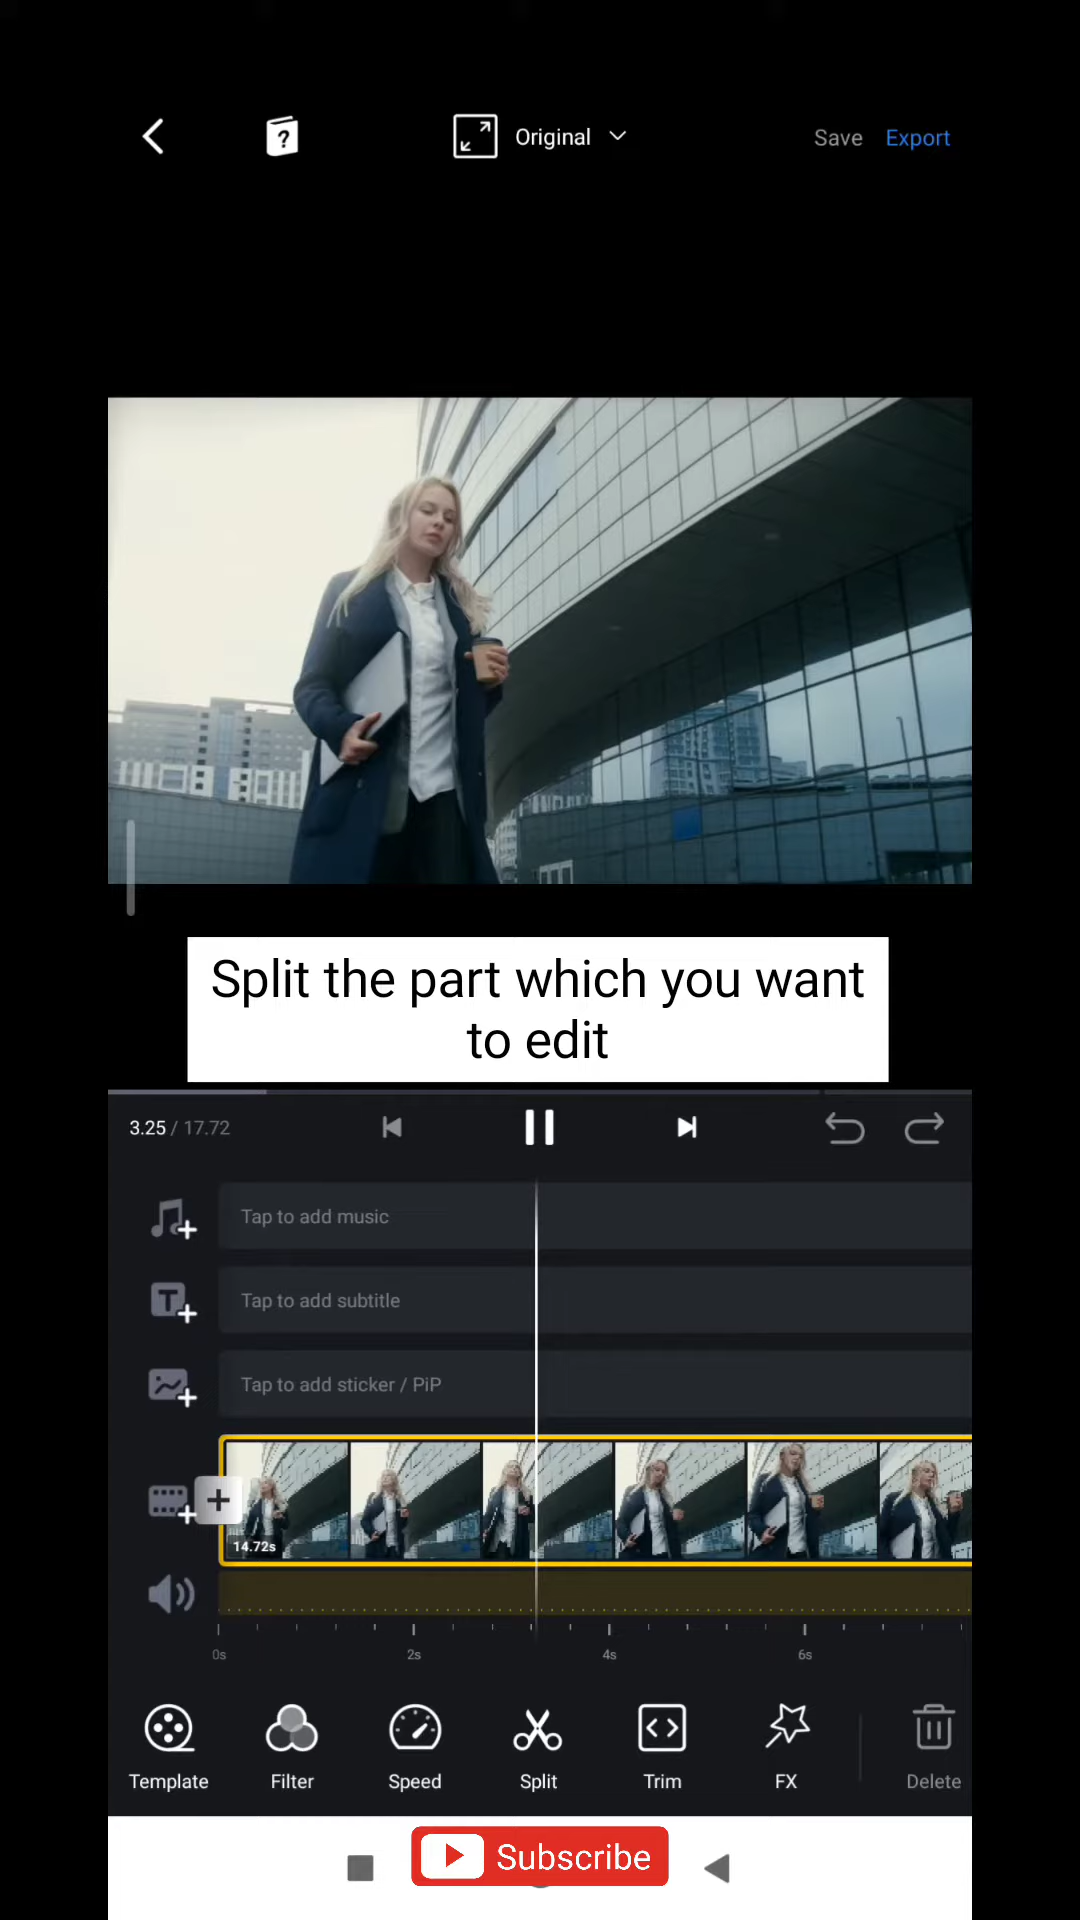 ?
Original
Save Export
Split the part which you want
to edit
3.25 / 17.72
Tap to add music
T
Tap to add subtitle
Tap to add sticker / PiP
14.72s
0s 2s 4s 6s
Template Filter Speed Split Trim FX Delete
Subscribe